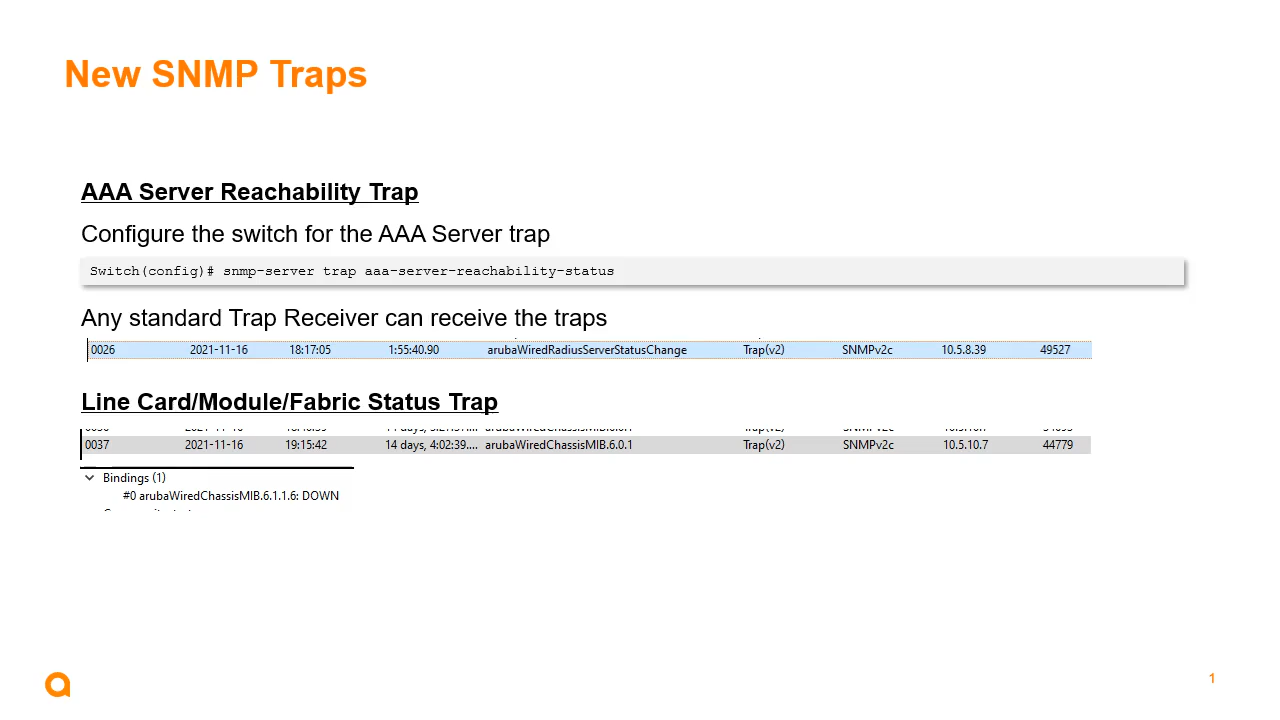 New SNMP Traps
AAA Server Reachability Trap
Configure the switch for the AAA Server trap
Switch(config)# snmp-server trap aaa-server-reachability-status
Any standard Trap Receiver can receive the traps
0026 2021-11-16 18:17:05 1:55:40.90 arubaWiredRadiusServerStatusChange Trap(v2) SNMPv2c 10.5.8.39 49527
Line Card/Module/Fabric Status Trap
0037 2021-11-16 19:15:42 14 days, 4:02:39.... arubaWiredChassisMIB.6.0.1 Trap(v2) SNMPv2c 10.5.10.7 44779
Bindings (1)
#0 arubaWiredChassisMIB.6.1.1.6: DOWN
1